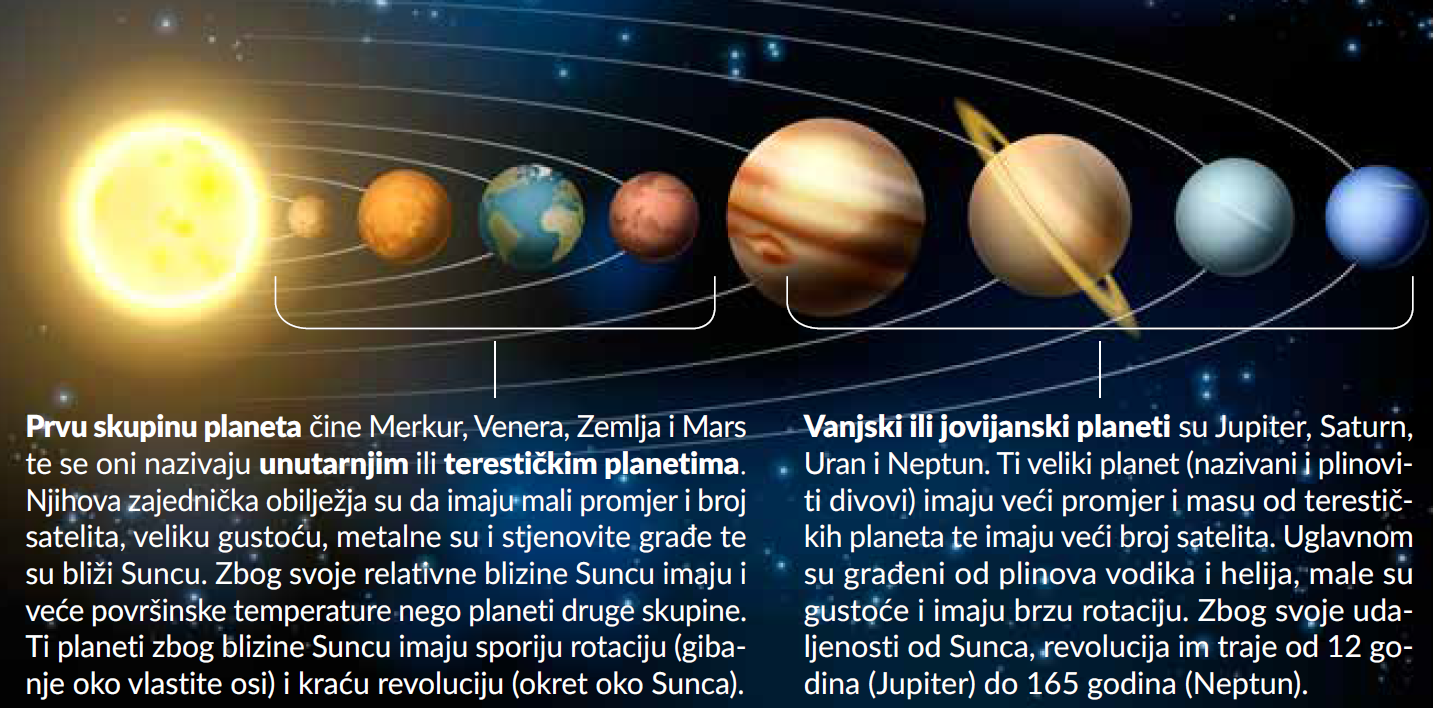 Prvu skupinu planeta čine Merkur, Venera, Zemlja i Mars
te se oni nazivaju unutarnjim ili terestičkim planetima.
Njihova zajednička obilježja su da imaju mali promjer i broj
satelita, veliku gustoću, metalne su i stjenovite građe te
su bliži Suncu. Zbog svoje relativne blizine Suncu imaju i
veće površinske temperature nego planeti druge skupine.
Ti planeti zbog blizine Suncu imaju sporiju rotaciju (giba-
nje oko vlastite osi) i kraću revoluciju (okret oko Sunca).
Vanjski ili jovijanski planeti su Jupiter, Saturn,
Uran i Neptun. Ti veliki planet (nazivani i plinovi-
ti divovi) imaju veći promjer i masu od terestič-
kih planeta te imaju veći broj satelita. Uglavnom
su građeni od plinova vodika i helija, male su
gustoće i imaju brzu rotaciju. Zbog svoje uda-
ljenosti od Sunca, revolucija im traje od 12 go-
dina (Jupiter) do 165 godina (Neptun).